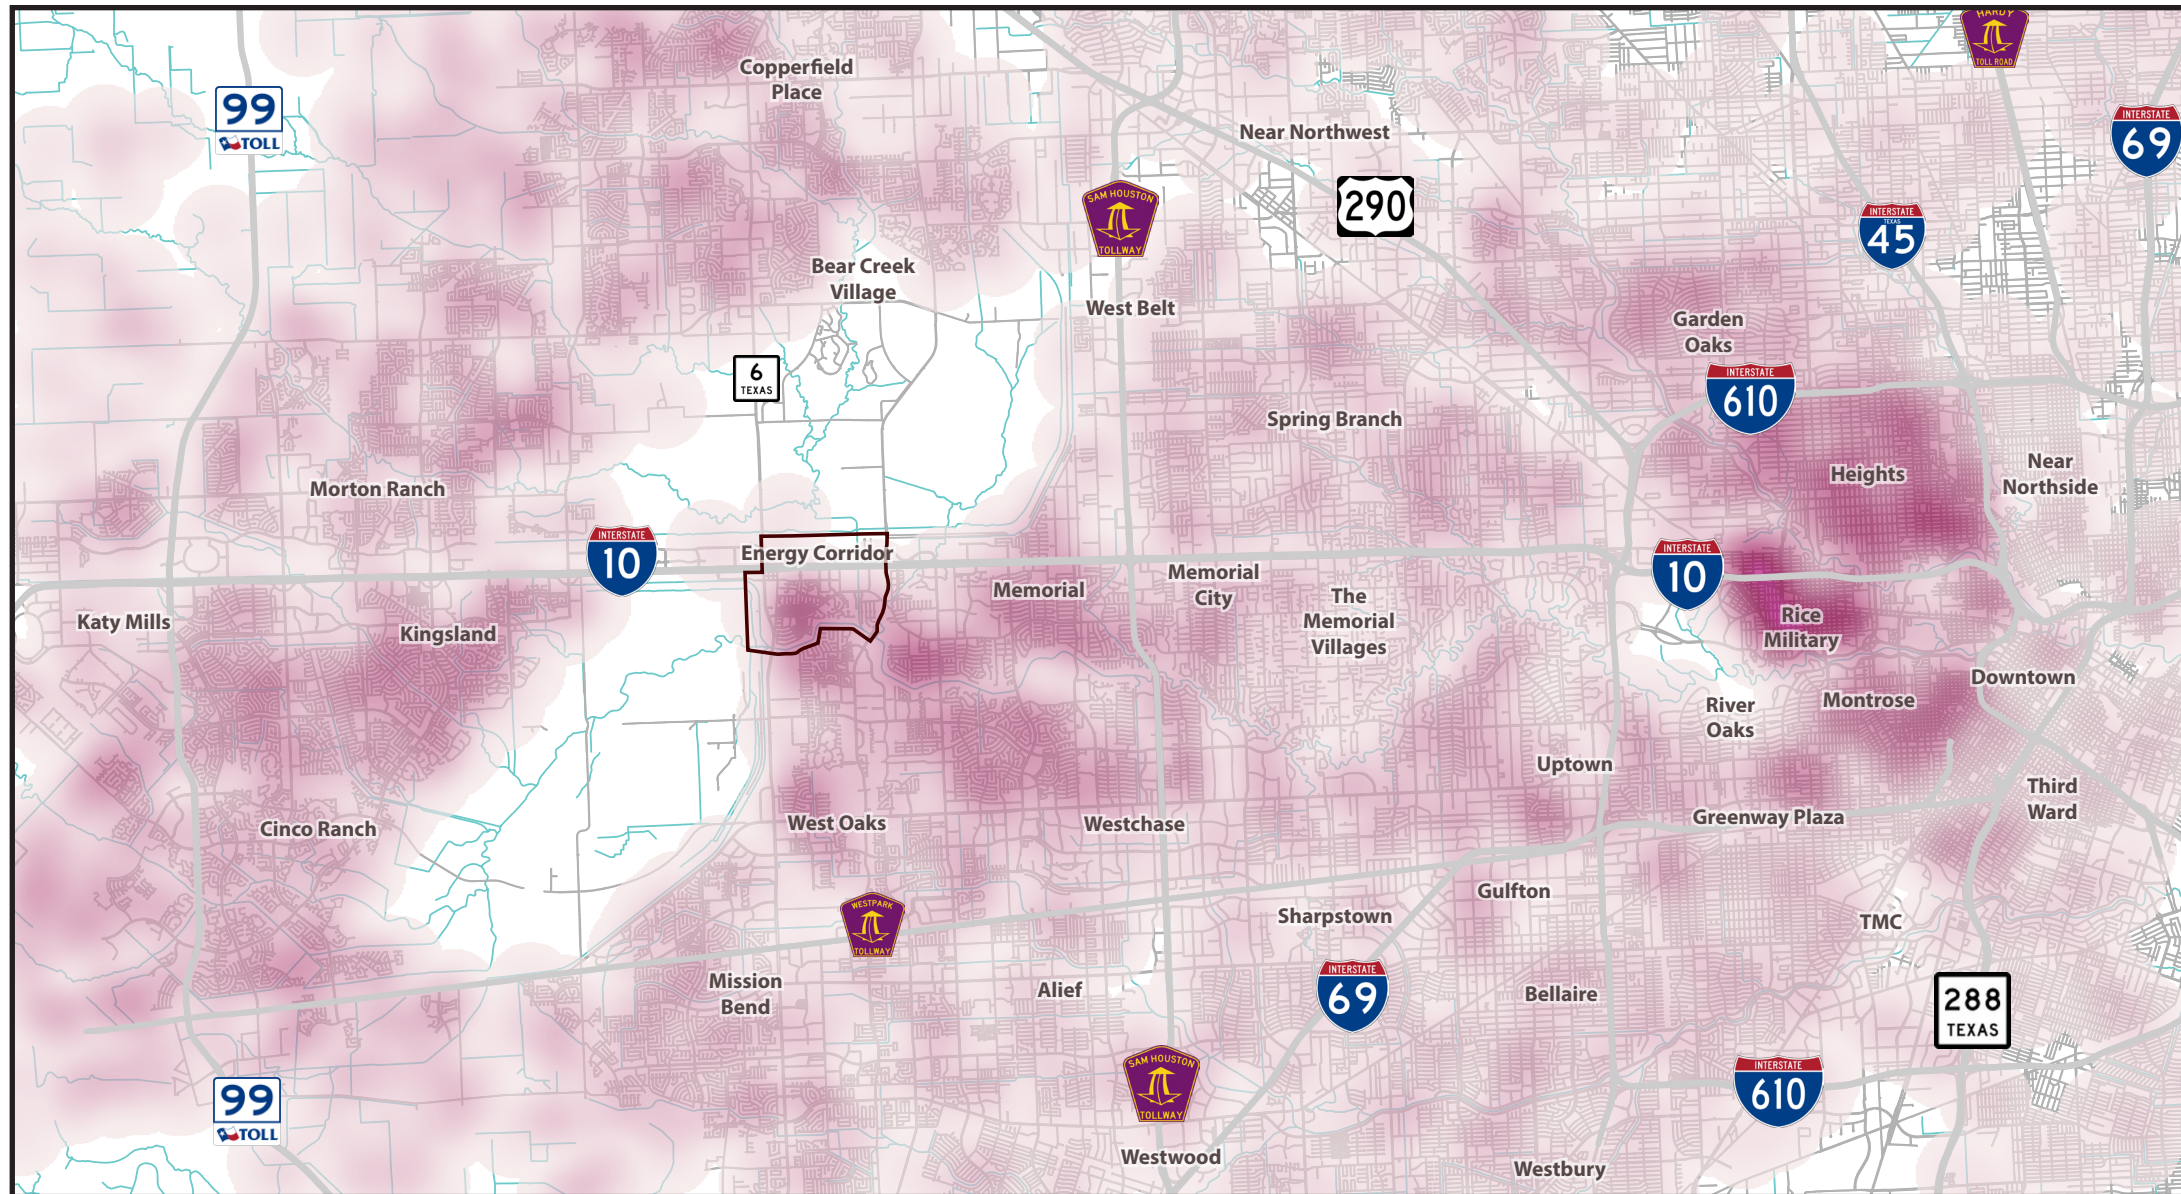 HARDY
TOLL ROAD
Copperfield
Place
99
TOLL
Near Northwest
INTERSTATE
69
SAM HOUSTON
TOLLWAY
290
INTERSTATE
TEXAS
45
Bear Creek
Village
West Belt
Garden
Oaks
6
TEXAS
INTERSTATE
610
Spring Branch
Heights
Near
Northside
Morton Ranch
INTERSTATE
10
Energy Corridor
INTERSTATE
10
Memorial
Memorial
City
The
Memorial
Villages
Rice
Military
Katy Mills
Kingsland
Downtown
Montrose
River
Oaks
Uptown
Third
Ward
Cinco Ranch
West Oaks
Westchase
Greenway Plaza
Gulfton
WESTPARK
TOLLWAY
Sharpstown
TMC
Mission
Bend
Alief
INTERSTATE
69
Bellaire
288
TEXAS
99
TOLL
SAM HOUSTON
TOLLWAY
INTERSTATE
610
Westwood
Westbury